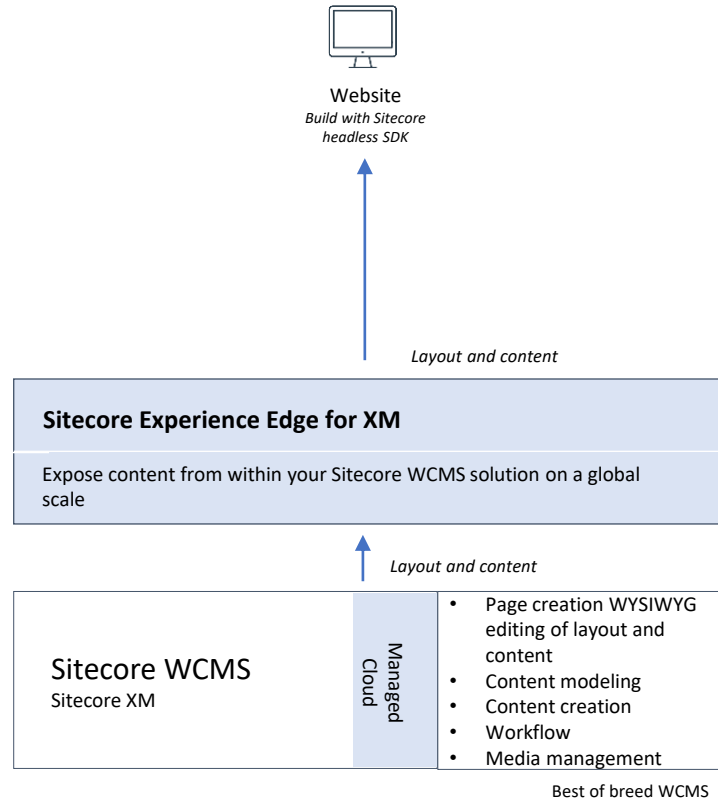 Website
Build with Sitecore
headless SDK
Layout and content
Sitecore Experience Edge for XM
Expose content from within your Sitecore WCMS solution on a global
scale
Layout and content
Sitecore WCMS
Sitecore XM
Managed
Cloud
• Page creation WYSIWYG
editing of layout and
content
• Content modeling
• Content creation
• Workflow
• Media management
Best of breed WCMS